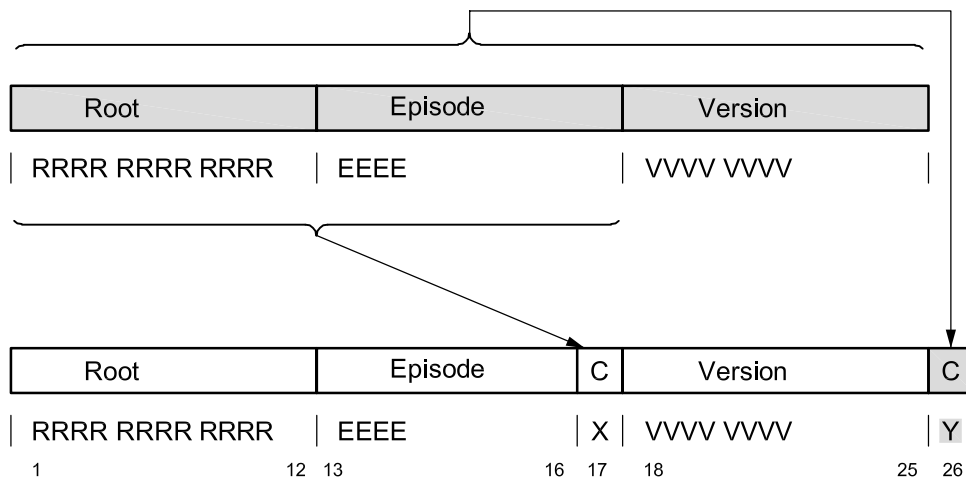 Root Episode Version
RRRR RRRR RRRR EEEE VVVV VVVV
Root Episode C Version C
RRRR RRRR RRRR EEEE X VVVV VVVV Y
1 12 13 16 17 18 25 26